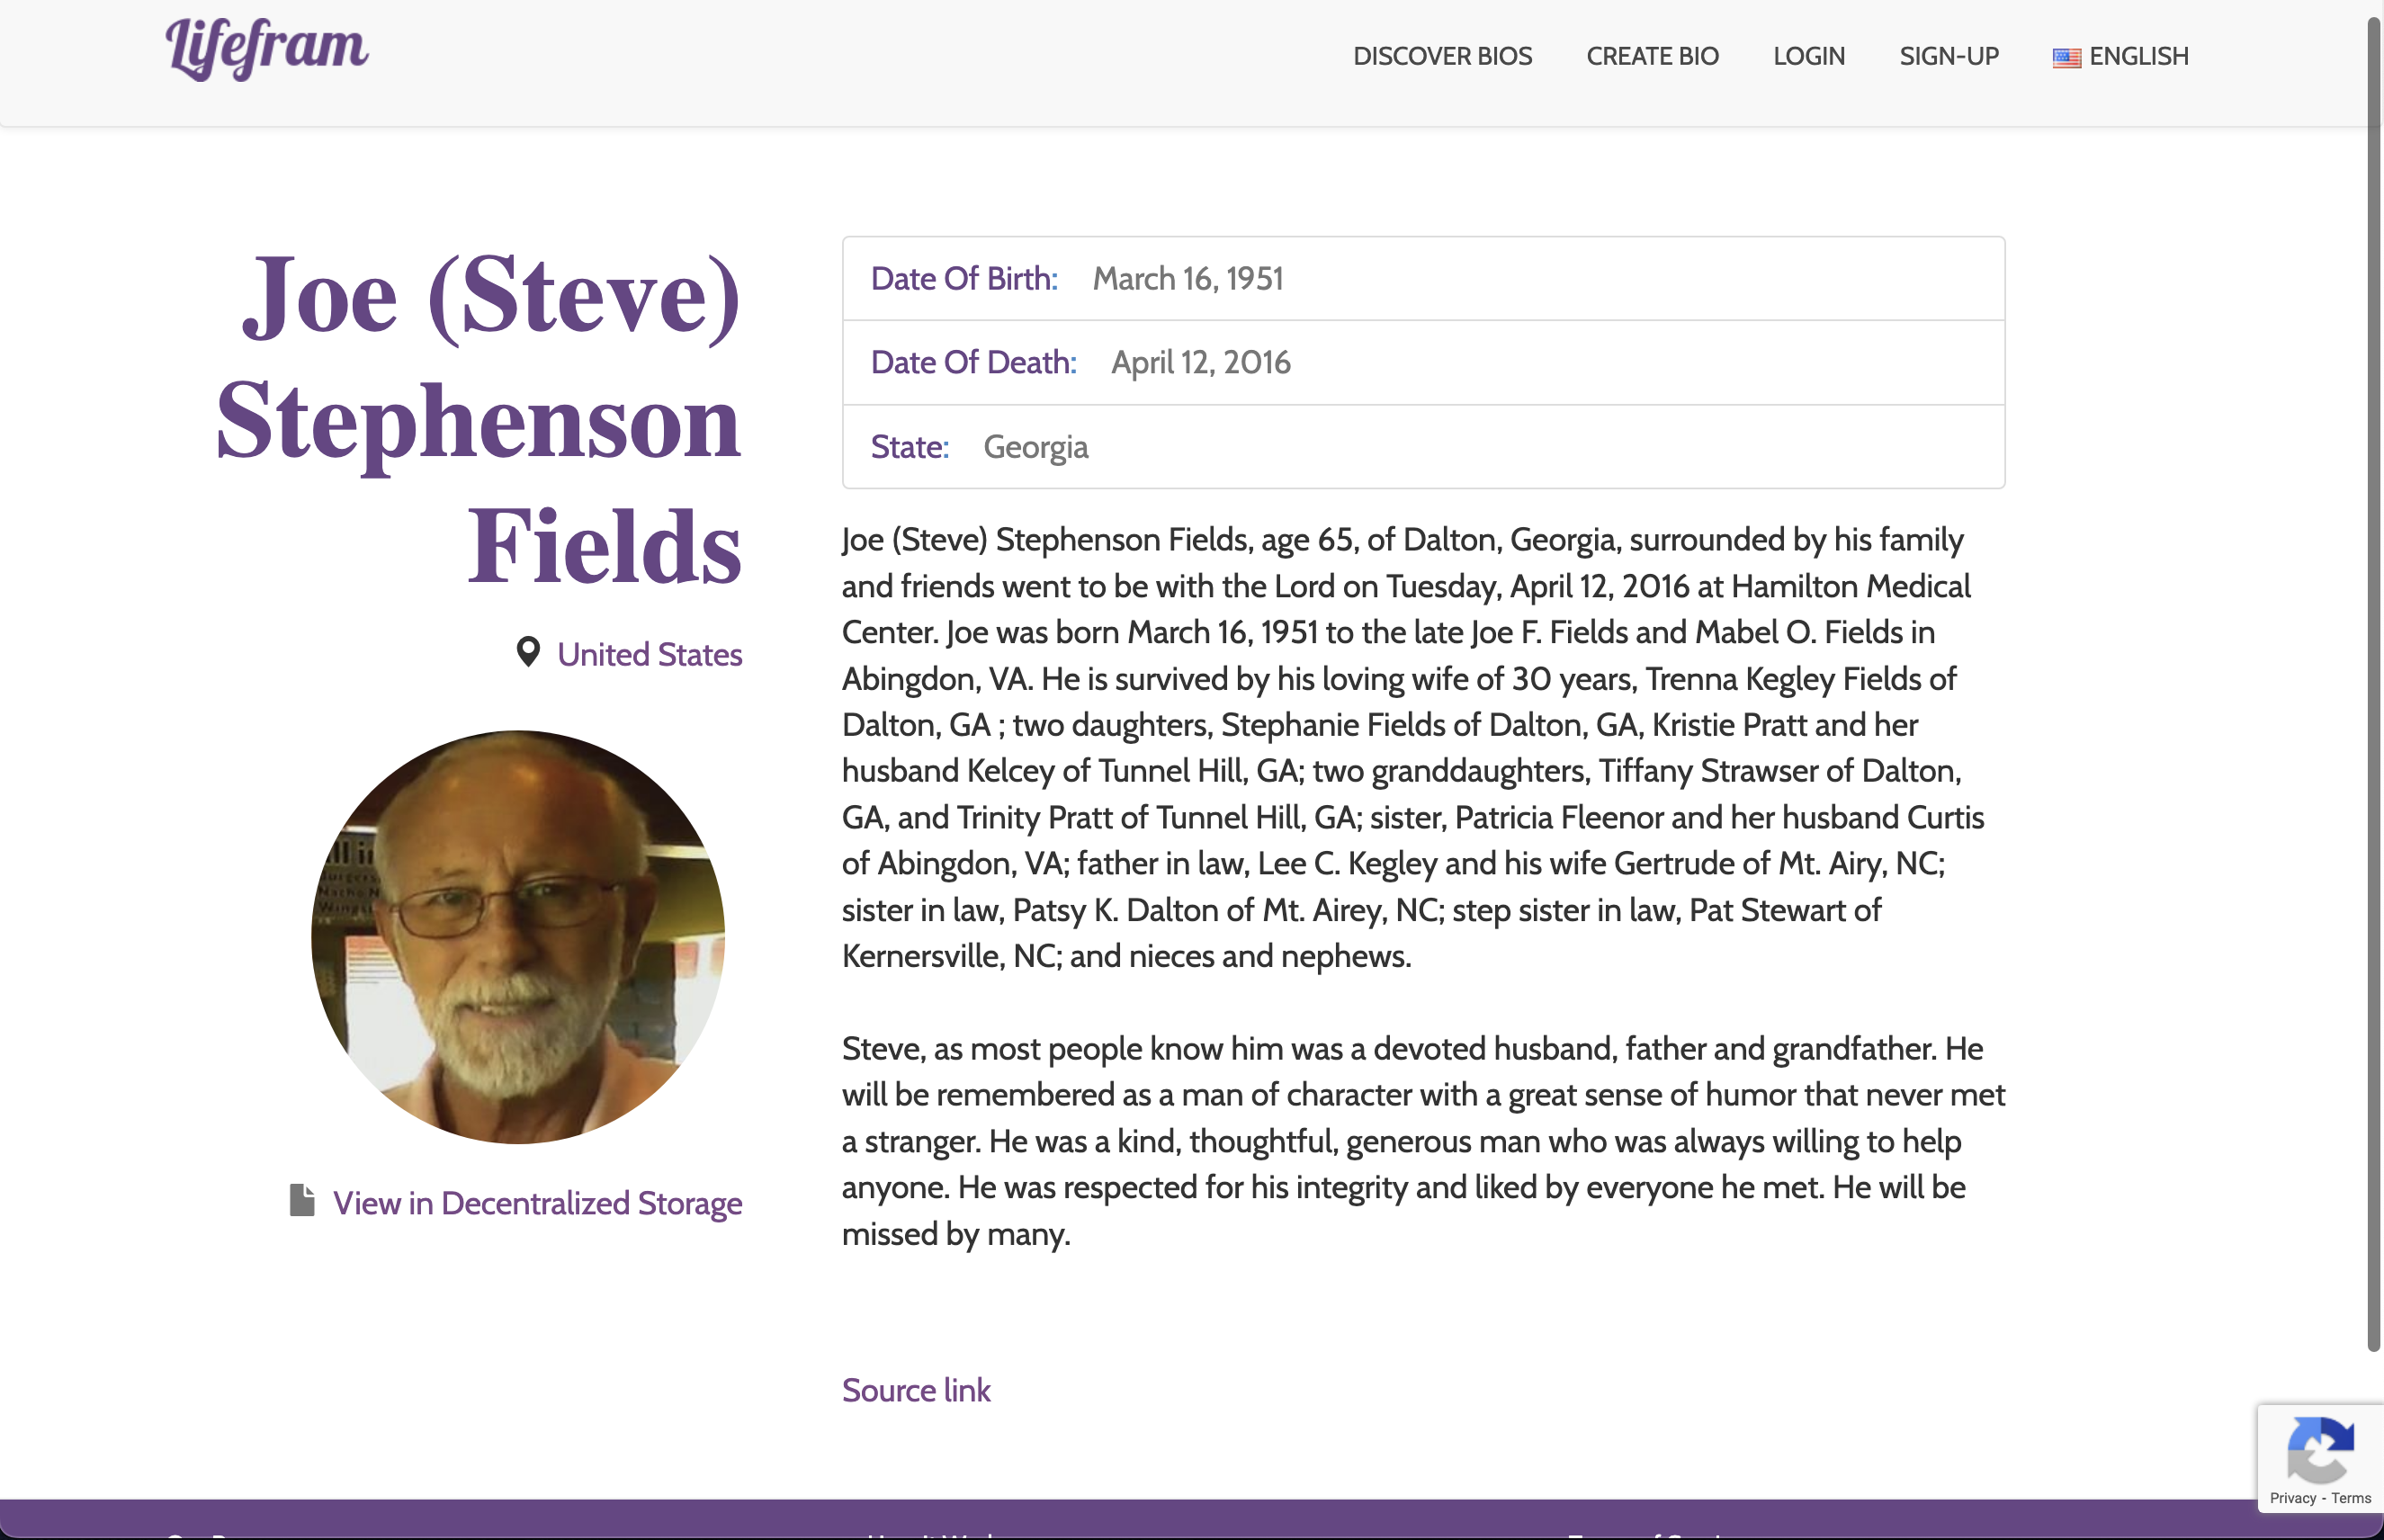 Lifefram
DISCOVER BIOS
CREATE BIO
LOGIN
SIGN-UP
ENGLISH
Joe (Steve)
Stephenson
Fields
United States
View in Decentralized Storage
Date Of Birth: March 16, 1951
Date Of Death: April 12, 2016
State: Georgia
Joe (Steve) Stephenson Fields, age 65, of Dalton, Georgia, surrounded by his family
and friends went to be with the Lord on Tuesday, April 12, 2016 at Hamilton Medical
Center. Joe was born March 16, 1951 to the late Joe F. Fields and Mabel O. Fields in
Abingdon, VA. He is survived by his loving wife of 30 years, Trenna Kegley Fields of
Dalton, GA ; two daughters, Stephanie Fields of Dalton, GA, Kristie Pratt and her
husband Kelcey of Tunnel Hill, GA; two granddaughters, Tiffany Strawser of Dalton,
GA, and Trinity Pratt of Tunnel Hill, GA; sister, Patricia Fleenor and her husband Curtis
of Abingdon, VA; father in law, Lee C. Kegley and his wife Gertrude of Mt. Airy, NC;
sister in law, Patsy K. Dalton of Mt. Airey, NC; step sister in law, Pat Stewart of
Kernersville, NC; and nieces and nephews.
Steve, as most people know him was a devoted husband, father and grandfather. He
will be remembered as a man of character with a great sense of humor that never met
a stranger. He was a kind, thoughtful, generous man who was always willing to help
anyone. He was respected for his integrity and liked by everyone he met. He will be
missed by many.
Source link
Privacy - Terms